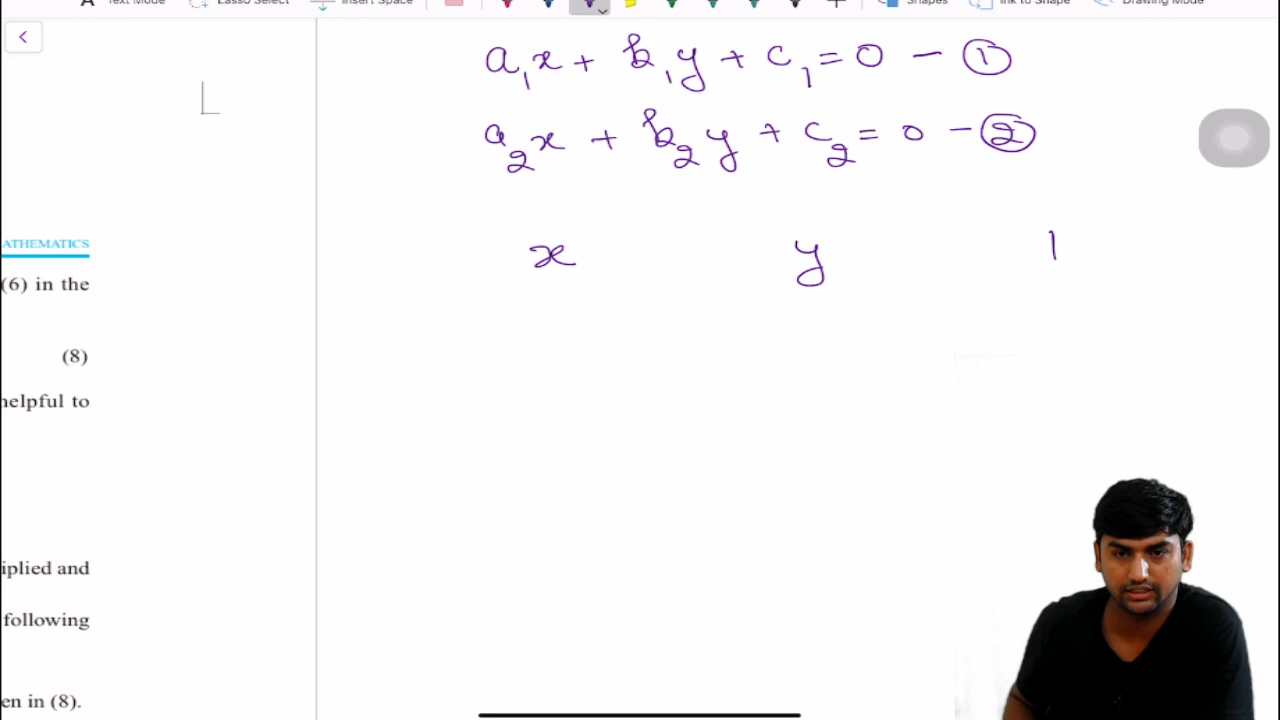 Text Mode Lasso Select Insert Space Shapes Ink to Shape Drawing Mode
a₁x + b₁y + c₁ = 0 - ①
a₂x + b₂y + c₂ = 0 - ②
x y 1
ATHEMATICS
(6) in the
(8)
helpful to
iplied and
following
en in (8).